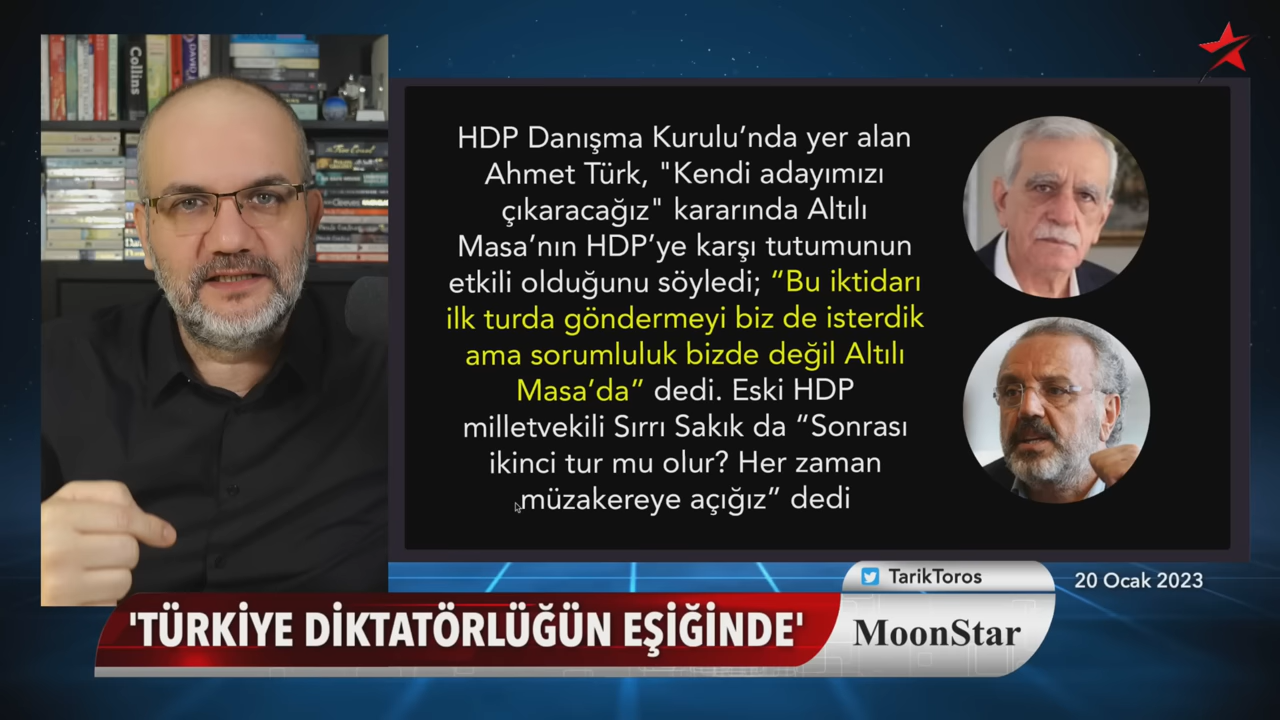 Collins
HDP Danışma Kurulu’nda yer alan
Ahmet Türk, "Kendi adayımızı
çıkaracağız" kararında Altılı
Masa’nın HDP’ye karşı tutumunun
etkili olduğunu söyledi; “Bu iktidarı
ilk turda göndermeyi biz de isterdik
ama sorumluluk bizde değil Altılı
Masa’da” dedi. Eski HDP
milletvekili Sırrı Sakık da “Sonrası
ikinci tur mu olur? Her zaman
müzakereye açığız” dedi
TarikToros
20 Ocak 2023
'TÜRKİYE DİKTATÖRLÜĞÜN EŞİĞİNDE'
MoonStar